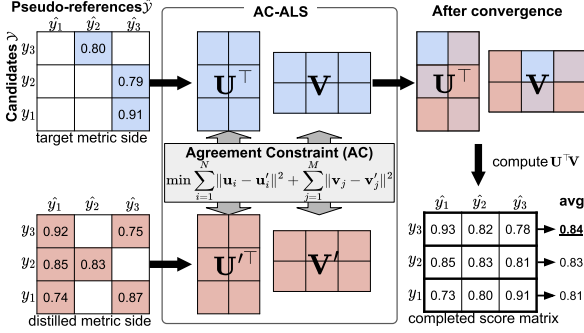 Pseudo-references 𝒴̂
ŷ₁ ŷ₂ ŷ₃
Candidates 𝒴
y₃ 0.80
y₂ 0.79
y₁ 0.91
target metric side
AC-ALS
U⊤ V
Agreement Constraint (AC)
min ∑_{i=1}^{N} ‖u_i − u′_i‖² + ∑_{j=1}^{M} ‖v_j − v′_j‖²
ŷ₁ ŷ₂ ŷ₃
y₃ 0.92 0.75
y₂ 0.85 0.83
y₁ 0.74 0.87
distilled metric side
U′⊤ V′
After convergence
U⊤ V
compute U⊤V
ŷ₁ ŷ₂ ŷ₃ avg
y₃ 0.93 0.82 0.78 0.84
y₂ 0.85 0.83 0.81 0.83
y₁ 0.73 0.80 0.91 0.81
completed score matrix